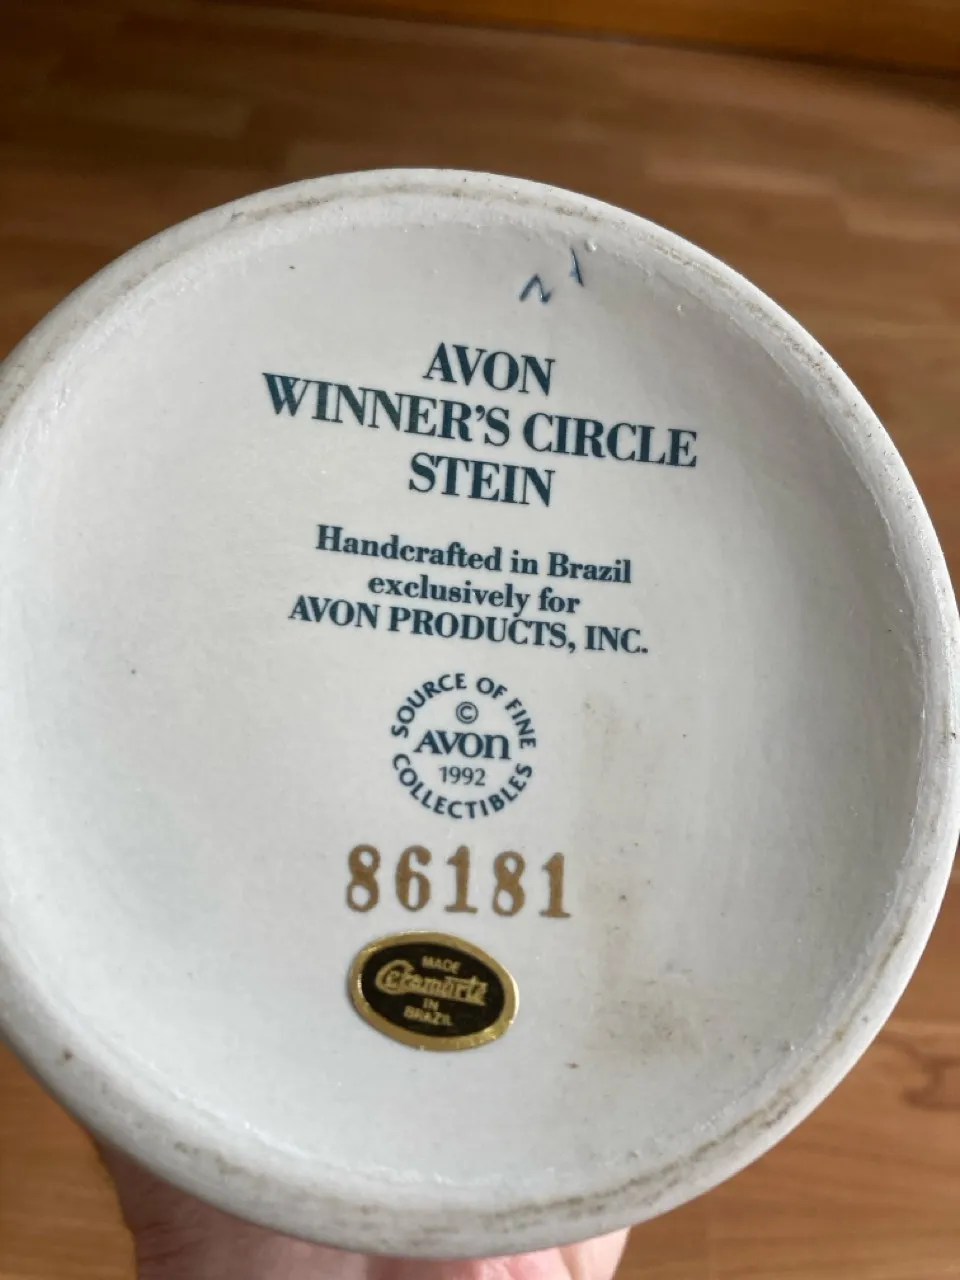 AVON
WINNER'S CIRCLE
STEIN
Handcrafted in Brazil
exclusively for
AVON PRODUCTS, INC.
SOURCE OF FINE
©
AVON
1992
COLLECTIBLES
86181
MADE
Ceramarte
IN
BRAZIL